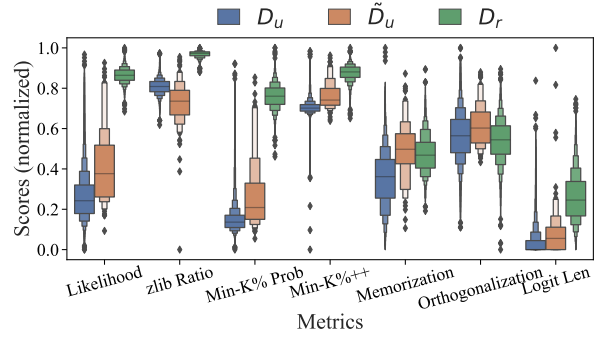 D_u D̃_u D_r
Scores (normalized)
1.0
0.8
0.6
0.4
0.2
0.0
Likelihood zlib Ratio Min-K% Prob Min-K%++ Memorization Orthogonalization Logit Len
Metrics